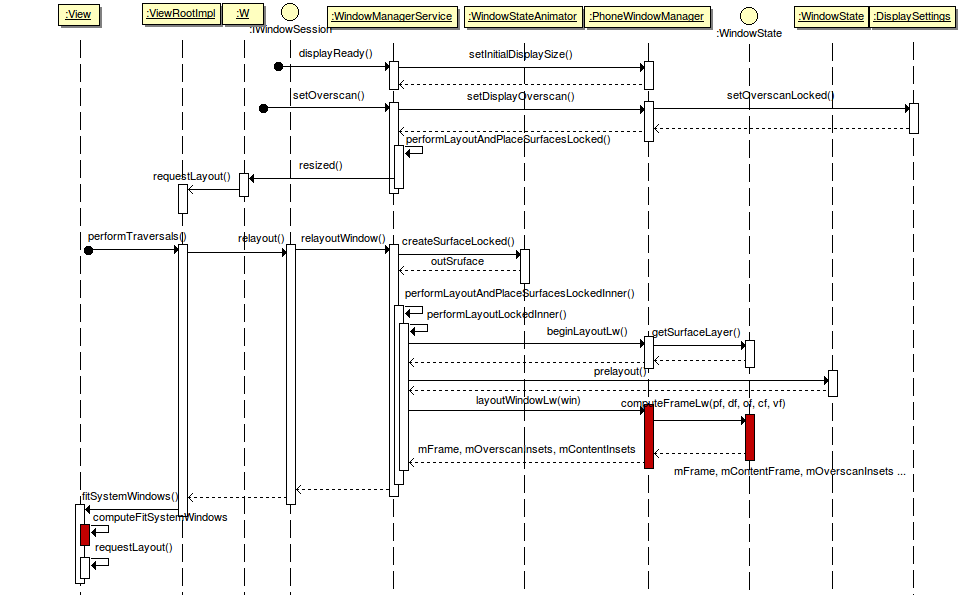 :View
:ViewRootImpl
:W
:IWindowSession
:WindowManagerService
:WindowStateAnimator
:PhoneWindowManager
:WindowState
:WindowState
:DisplaySettings
displayReady()
setInitialDisplaySize()
setOverscan()
setDisplayOverscan()
setOverscanLocked()
performLayoutAndPlaceSurfacesLocked()
resized()
requestLayout()
performTraversals()
relayout()
relayoutWindow()
createSurfaceLocked()
outSruface
performLayoutAndPlaceSurfacesLockedInner()
performLayoutLockedInner()
beginLayoutLw()
getSurfaceLayer()
prelayout()
layoutWindowLw(win)
computeFrameLw(pf, df, of, cf, vf)
mFrame, mOverscanInsets, mContentInsets
mFrame, mContentFrame, mOverscanInsets ...
fitSystemWindows()
computeFitSystemWindows
requestLayout()